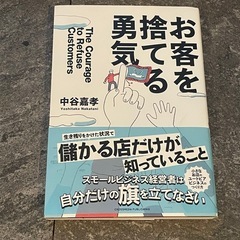 お客を
捨てる
勇気
The Courage
to Refuse
Customers
中谷嘉孝
Yoshitaka Nakatani
生き残りをかけた状況で
儲かる店だけが
知っていること
スモールビジネス経営者は
自分だけの旗を立てなさい